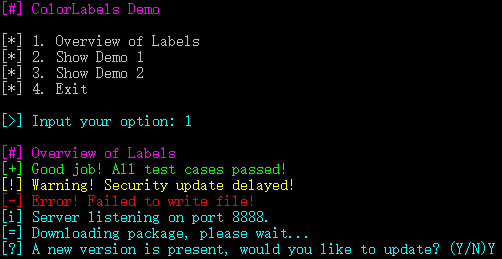 [#] ColorLabels Demo
[*] 1. Overview of Labels
[*] 2. Show Demo 1
[*] 3. Show Demo 2
[*] 4. Exit
[>] Input your option: 1
[#] Overview of Labels
[+] Good job! All test cases passed!
[!] Warning! Security update delayed!
[-] Error! Failed to write file!
[i] Server listening on port 8888.
[=] Downloading package, please wait...
[?] A new version is present, would you like to update? (Y/N)Y